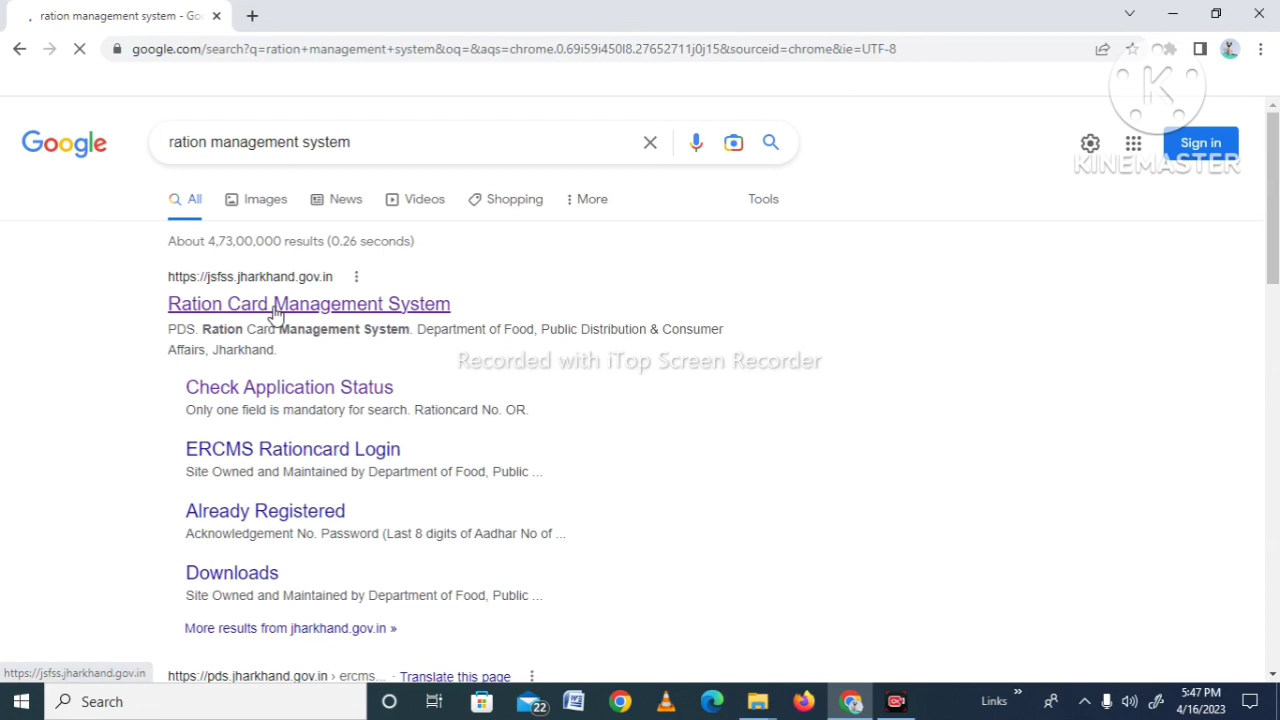 ration management system - Goo
google.com/search?q=ration+management+system&oq=&aqs=chrome.0.69i59i450l8.27652711j0j15&sourceid=chrome&ie=UTF-8
K
Google
ration management system
Sign in
KINEMASTER
All
Images
News
Videos
Shopping
More
Tools
About 4,73,00,000 results (0.26 seconds)
https://jsfss.jharkhand.gov.in
Ration Card Management System
PDS. Ration Card Management System. Department of Food, Public Distribution & Consumer
Affairs, Jharkhand.
Recorded with iTop Screen Recorder
Check Application Status
Only one field is mandatory for search. Rationcard No. OR.
ERCMS Rationcard Login
Site Owned and Maintained by Department of Food, Public ...
Already Registered
Acknowledgement No. Password (Last 8 digits of Aadhar No of ...
Downloads
Site Owned and Maintained by Department of Food, Public ...
More results from jharkhand.gov.in »
https://jsfss.jharkhand.gov.in
https://pds.jharkhand.gov.in › ercms... · Translate this page
Search
22
Links
»
5:47 PM
4/16/2023